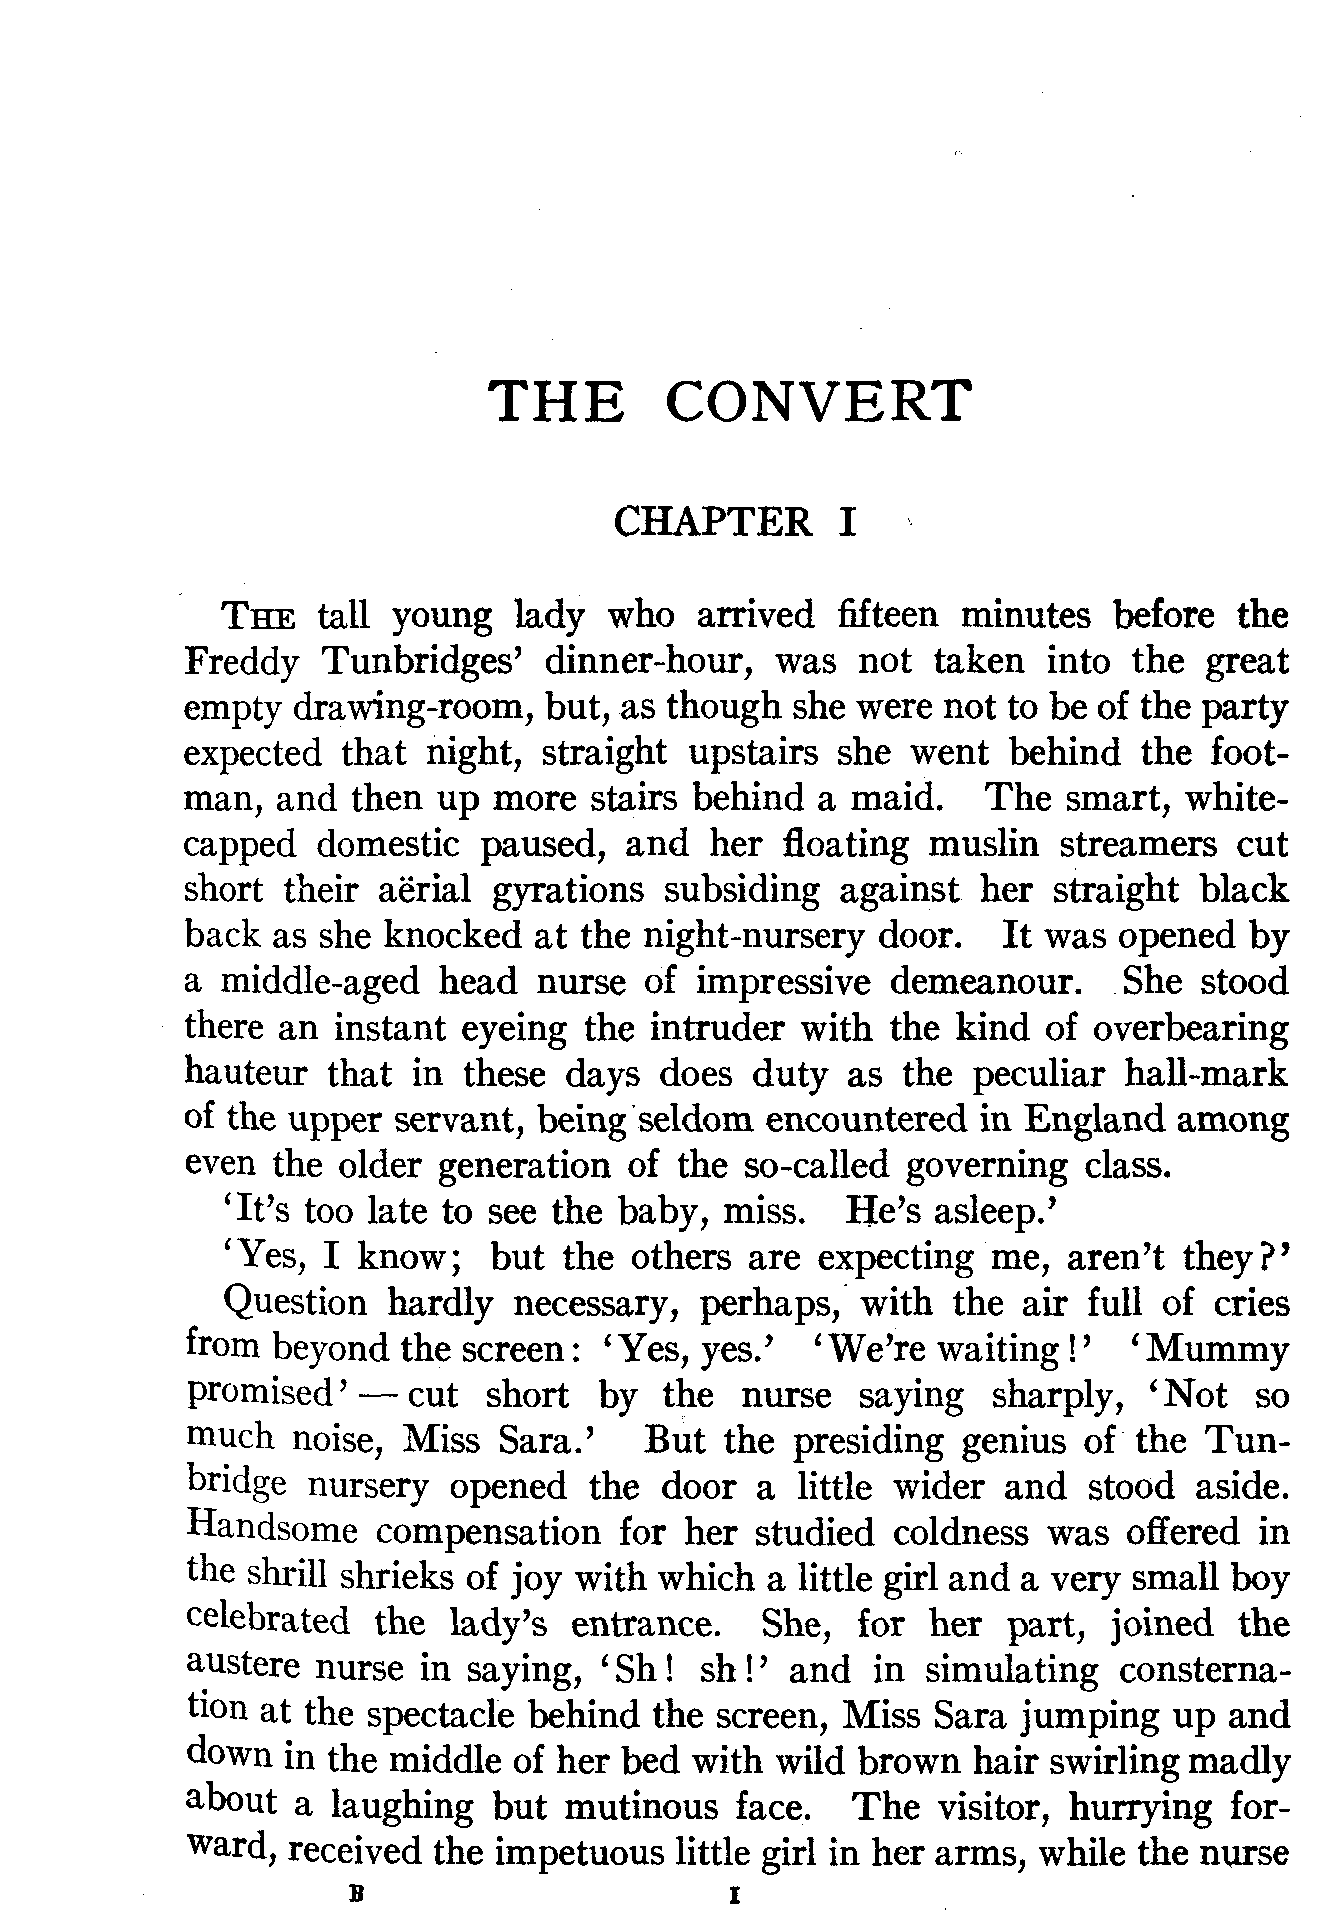 THE CONVERT
CHAPTER I
THE tall young lady who arrived fifteen minutes before the
Freddy Tunbridges' dinner-hour, was not taken into the great
empty drawing-room, but, as though she were not to be of the party
expected that night, straight upstairs she went behind the foot-
man, and then up more stairs behind a maid. The smart, white-
capped domestic paused, and her floating muslin streamers cut
short their aërial gyrations subsiding against her straight black
back as she knocked at the night-nursery door. It was opened by
a middle-aged head nurse of impressive demeanour. She stood
there an instant eyeing the intruder with the kind of overbearing
hauteur that in these days does duty as the peculiar hall-mark
of the upper servant, being seldom encountered in England among
even the older generation of the so-called governing class.
'It's too late to see the baby, miss. He's asleep.'
'Yes, I know; but the others are expecting me, aren't they?'
Question hardly necessary, perhaps, with the air full of cries
from beyond the screen: 'Yes, yes.' 'We're waiting!' 'Mummy
promised' — cut short by the nurse saying sharply, 'Not so
much noise, Miss Sara.' But the presiding genius of the Tun-
bridge nursery opened the door a little wider and stood aside.
Handsome compensation for her studied coldness was offered in
the shrill shrieks of joy with which a little girl and a very small boy
celebrated the lady's entrance. She, for her part, joined the
austere nurse in saying, 'Sh! sh!' and in simulating consterna-
tion at the spectacle behind the screen, Miss Sara jumping up and
down in the middle of her bed with wild brown hair swirling madly
about a laughing but mutinous face. The visitor, hurrying for-
ward, received the impetuous little girl in her arms, while the nurse
B 1